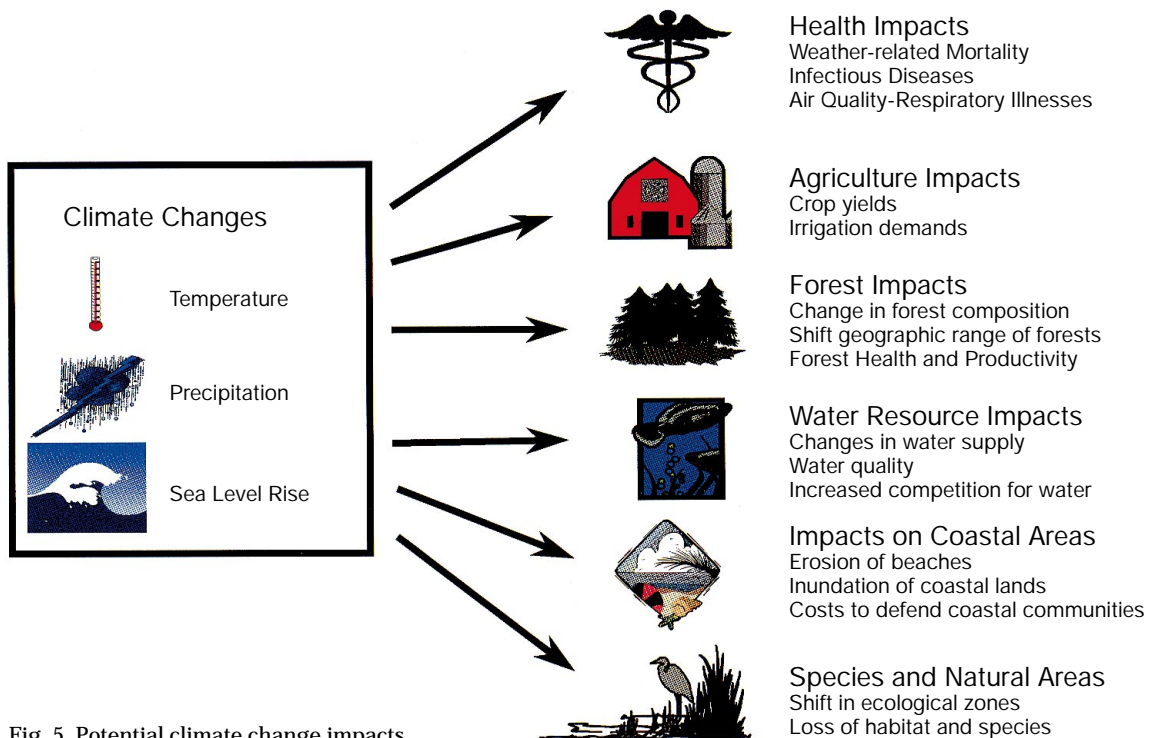 Climate Changes
Temperature
Precipitation
Sea Level Rise
Health Impacts
Weather-related Mortality
Infectious Diseases
Air Quality-Respiratory Illnesses
Agriculture Impacts
Crop yields
Irrigation demands
Forest Impacts
Change in forest composition
Shift geographic range of forests
Forest Health and Productivity
Water Resource Impacts
Changes in water supply
Water quality
Increased competition for water
Impacts on Coastal Areas
Erosion of beaches
Inundation of coastal lands
Costs to defend coastal communities
Species and Natural Areas
Shift in ecological zones
Loss of habitat and species
Fig. 5. Potential climate change impacts